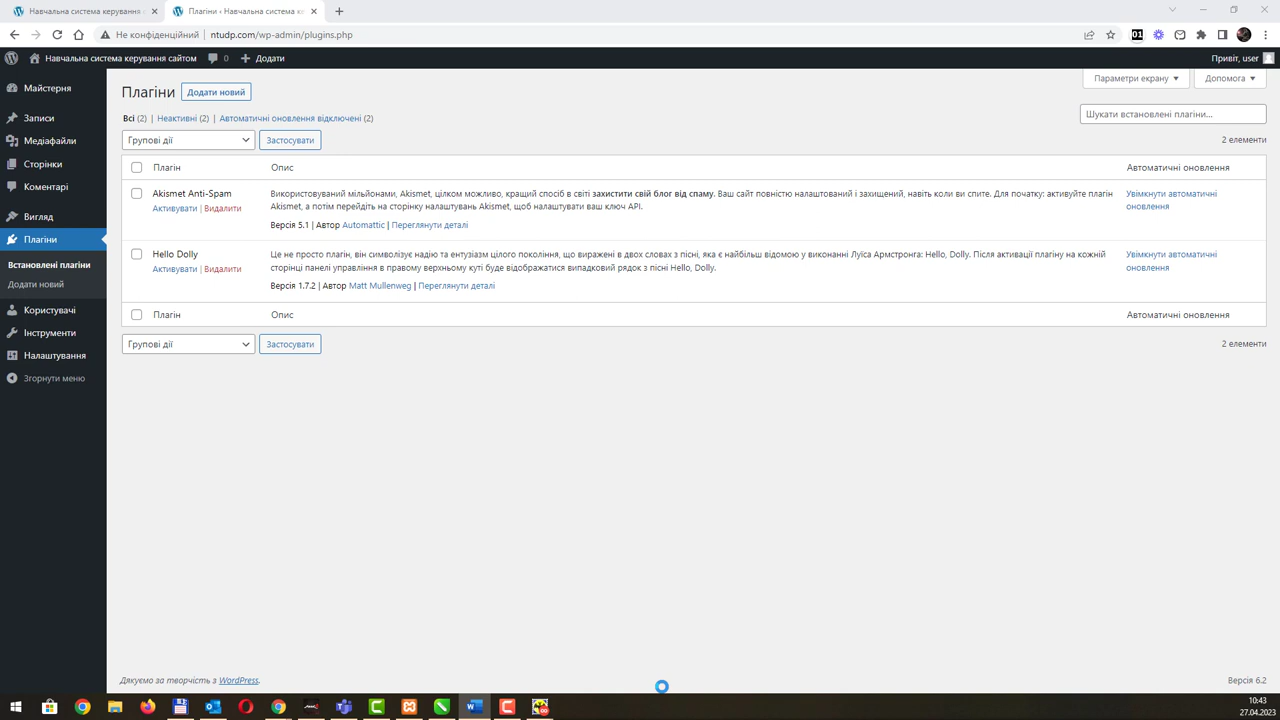 Навчальна система керування с
Плагіни ‹ Навчальна система ке
Не конфіденційний
ntudp.com/wp-admin/plugins.php
01
Навчальна система керування сайтом
0
Додати
Привіт, user
Майстерня
Записи
Медіафайли
Сторінки
Коментарі
Вигляд
Плагіни
Встановлені плагіни
Додати новий
Користувачі
Інструменти
Налаштування
Згорнути меню
Плагіни
Додати новий
Параметри екрану
Допомога
Всі (2) | Неактивні (2) | Автоматичні оновлення відключені (2)
Шукати встановлені плагіни...
Групові дії
Застосувати
2 елементи
Плагін
Опис
Автоматичні оновлення
Akismet Anti-Spam
Активувати | Видалити
Використовуваний мільйонами, Akismet, цілком можливо, кращий спосіб в світі захистити свій блог від спаму. Ваш сайт повністю налаштований і захищений, навіть коли ви спите. Для початку: активуйте плагін
Akismet, а потім перейдіть на сторінку налаштувань Akismet, щоб налаштувати ваш ключ API.
Версія 5.1 | Автор Automattic | Переглянути деталі
Увімкнути автоматичні
оновлення
Hello Dolly
Активувати | Видалити
Це не просто плагін, він символізує надію та ентузіазм цілого покоління, що виражені в двох словах з пісні, яка є найбільш відомою у виконанні Луїса Армстронга: Hello, Dolly. Після активації плагіну на кожній
сторінці панелі управління в правому верхньому куті буде відображатися випадковий рядок з пісні Hello, Dolly.
Версія 1.7.2 | Автор Matt Mullenweg | Переглянути деталі
Увімкнути автоматичні
оновлення
Плагін
Опис
Автоматичні оновлення
Групові дії
Застосувати
2 елементи
Дякуємо за творчість з WordPress.
Версія 6.2
10:43
27.04.2023